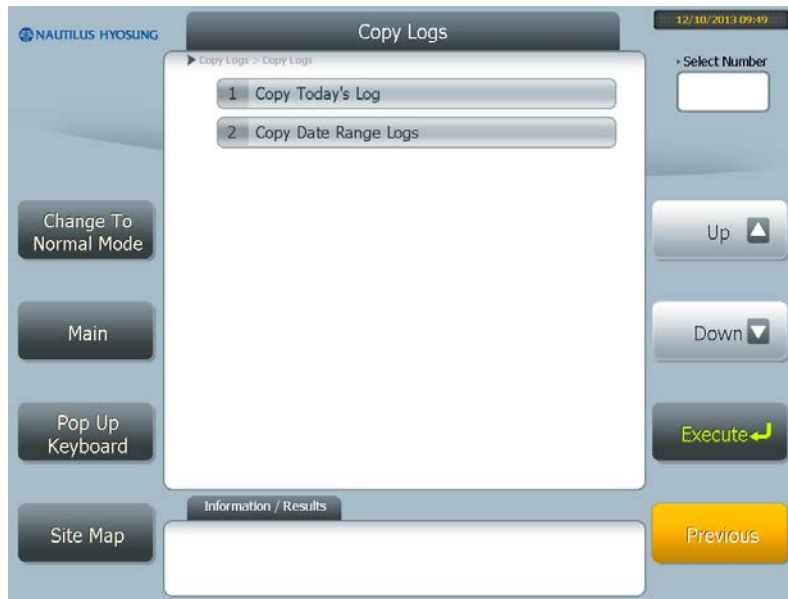 NAUTILUS HYOSUNG
Copy Logs
12/10/2013 09:49
Copy Logs > Copy Logs
Select Number
1 Copy Today's Log
2 Copy Date Range Logs
Change To
Normal Mode
Up
Main
Down
Pop Up
Keyboard
Execute
Information / Results
Site Map
Previous